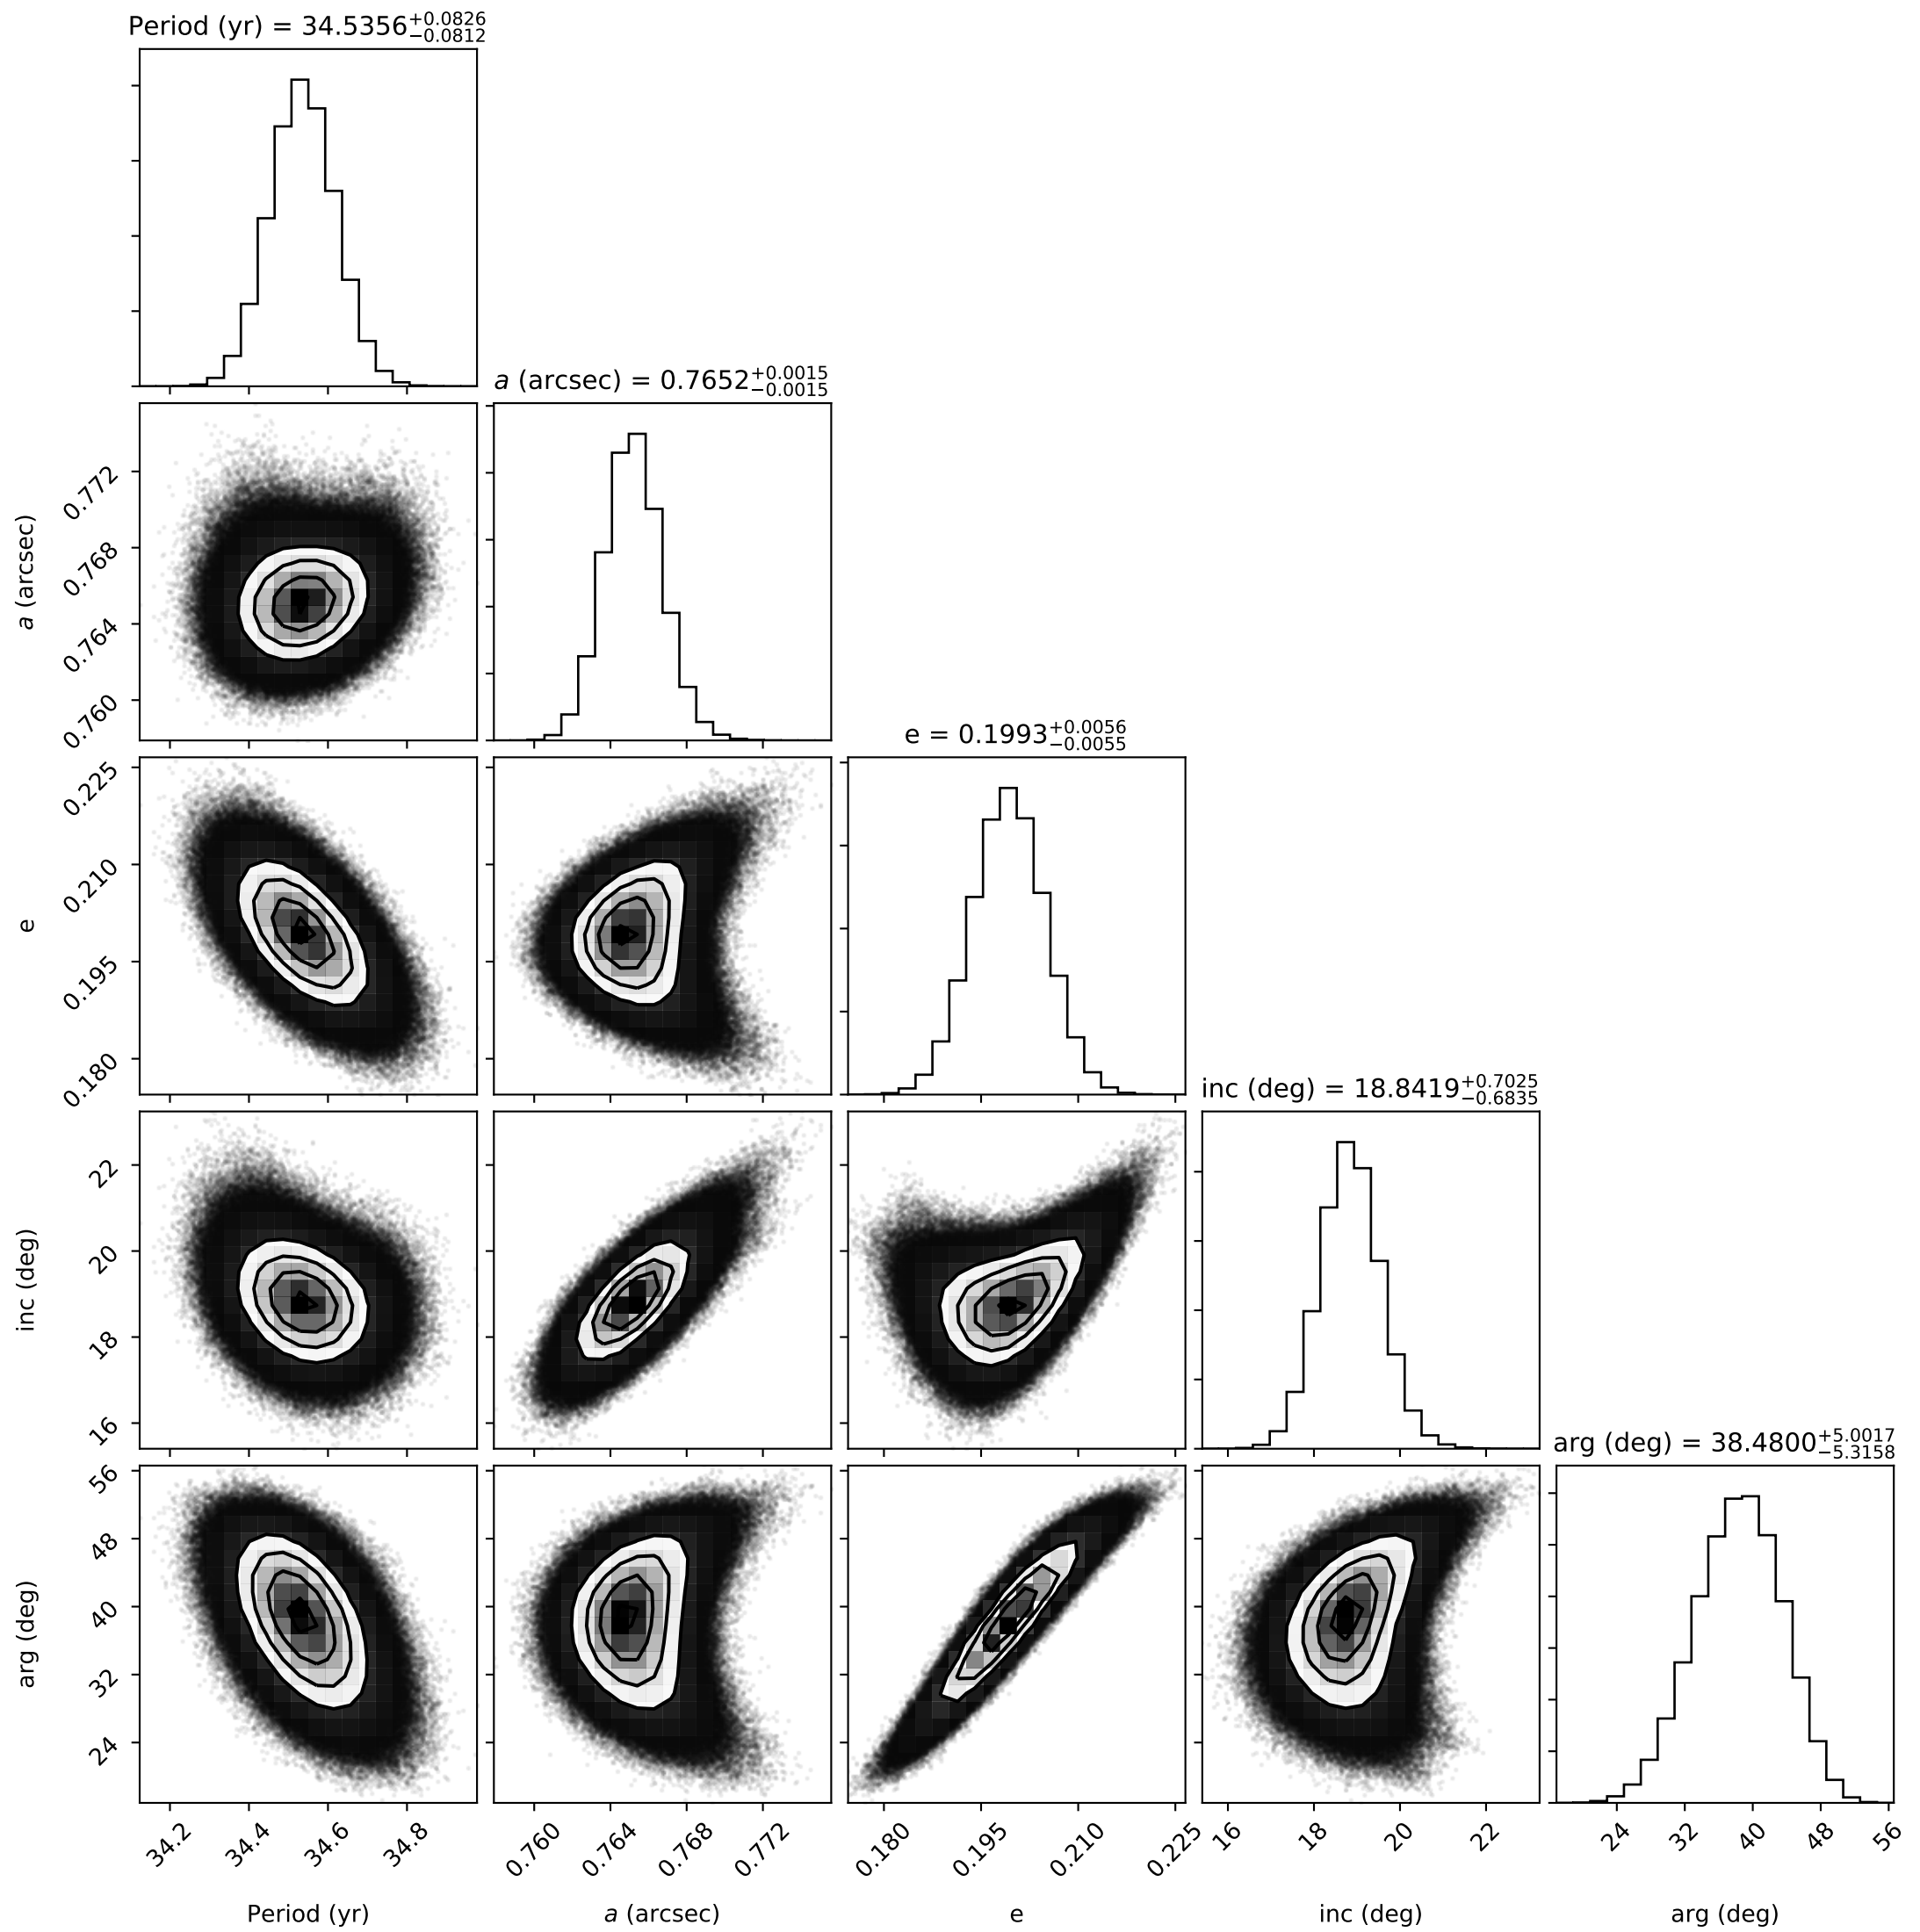 Period (yr) = 34.5356 +0.0826 −0.0812
a (arcsec) = 0.7652 +0.0015 −0.0015
0.772
0.768
0.764
0.760
a (arcsec)
e = 0.1993 +0.0056 −0.0055
0.225
0.210
0.195
0.180
e
inc (deg) = 18.8419 +0.7025 −0.6835
22
20
18
16
inc (deg)
arg (deg) = 38.4800 +5.0017 −5.3158
56
48
40
32
24
arg (deg)
34.2 34.4 34.6 34.8 0.760 0.764 0.768 0.772 0.180 0.195 0.210 0.225 16 18 20 22 24 32 40 48 56
Period (yr) a (arcsec) e inc (deg) arg (deg)